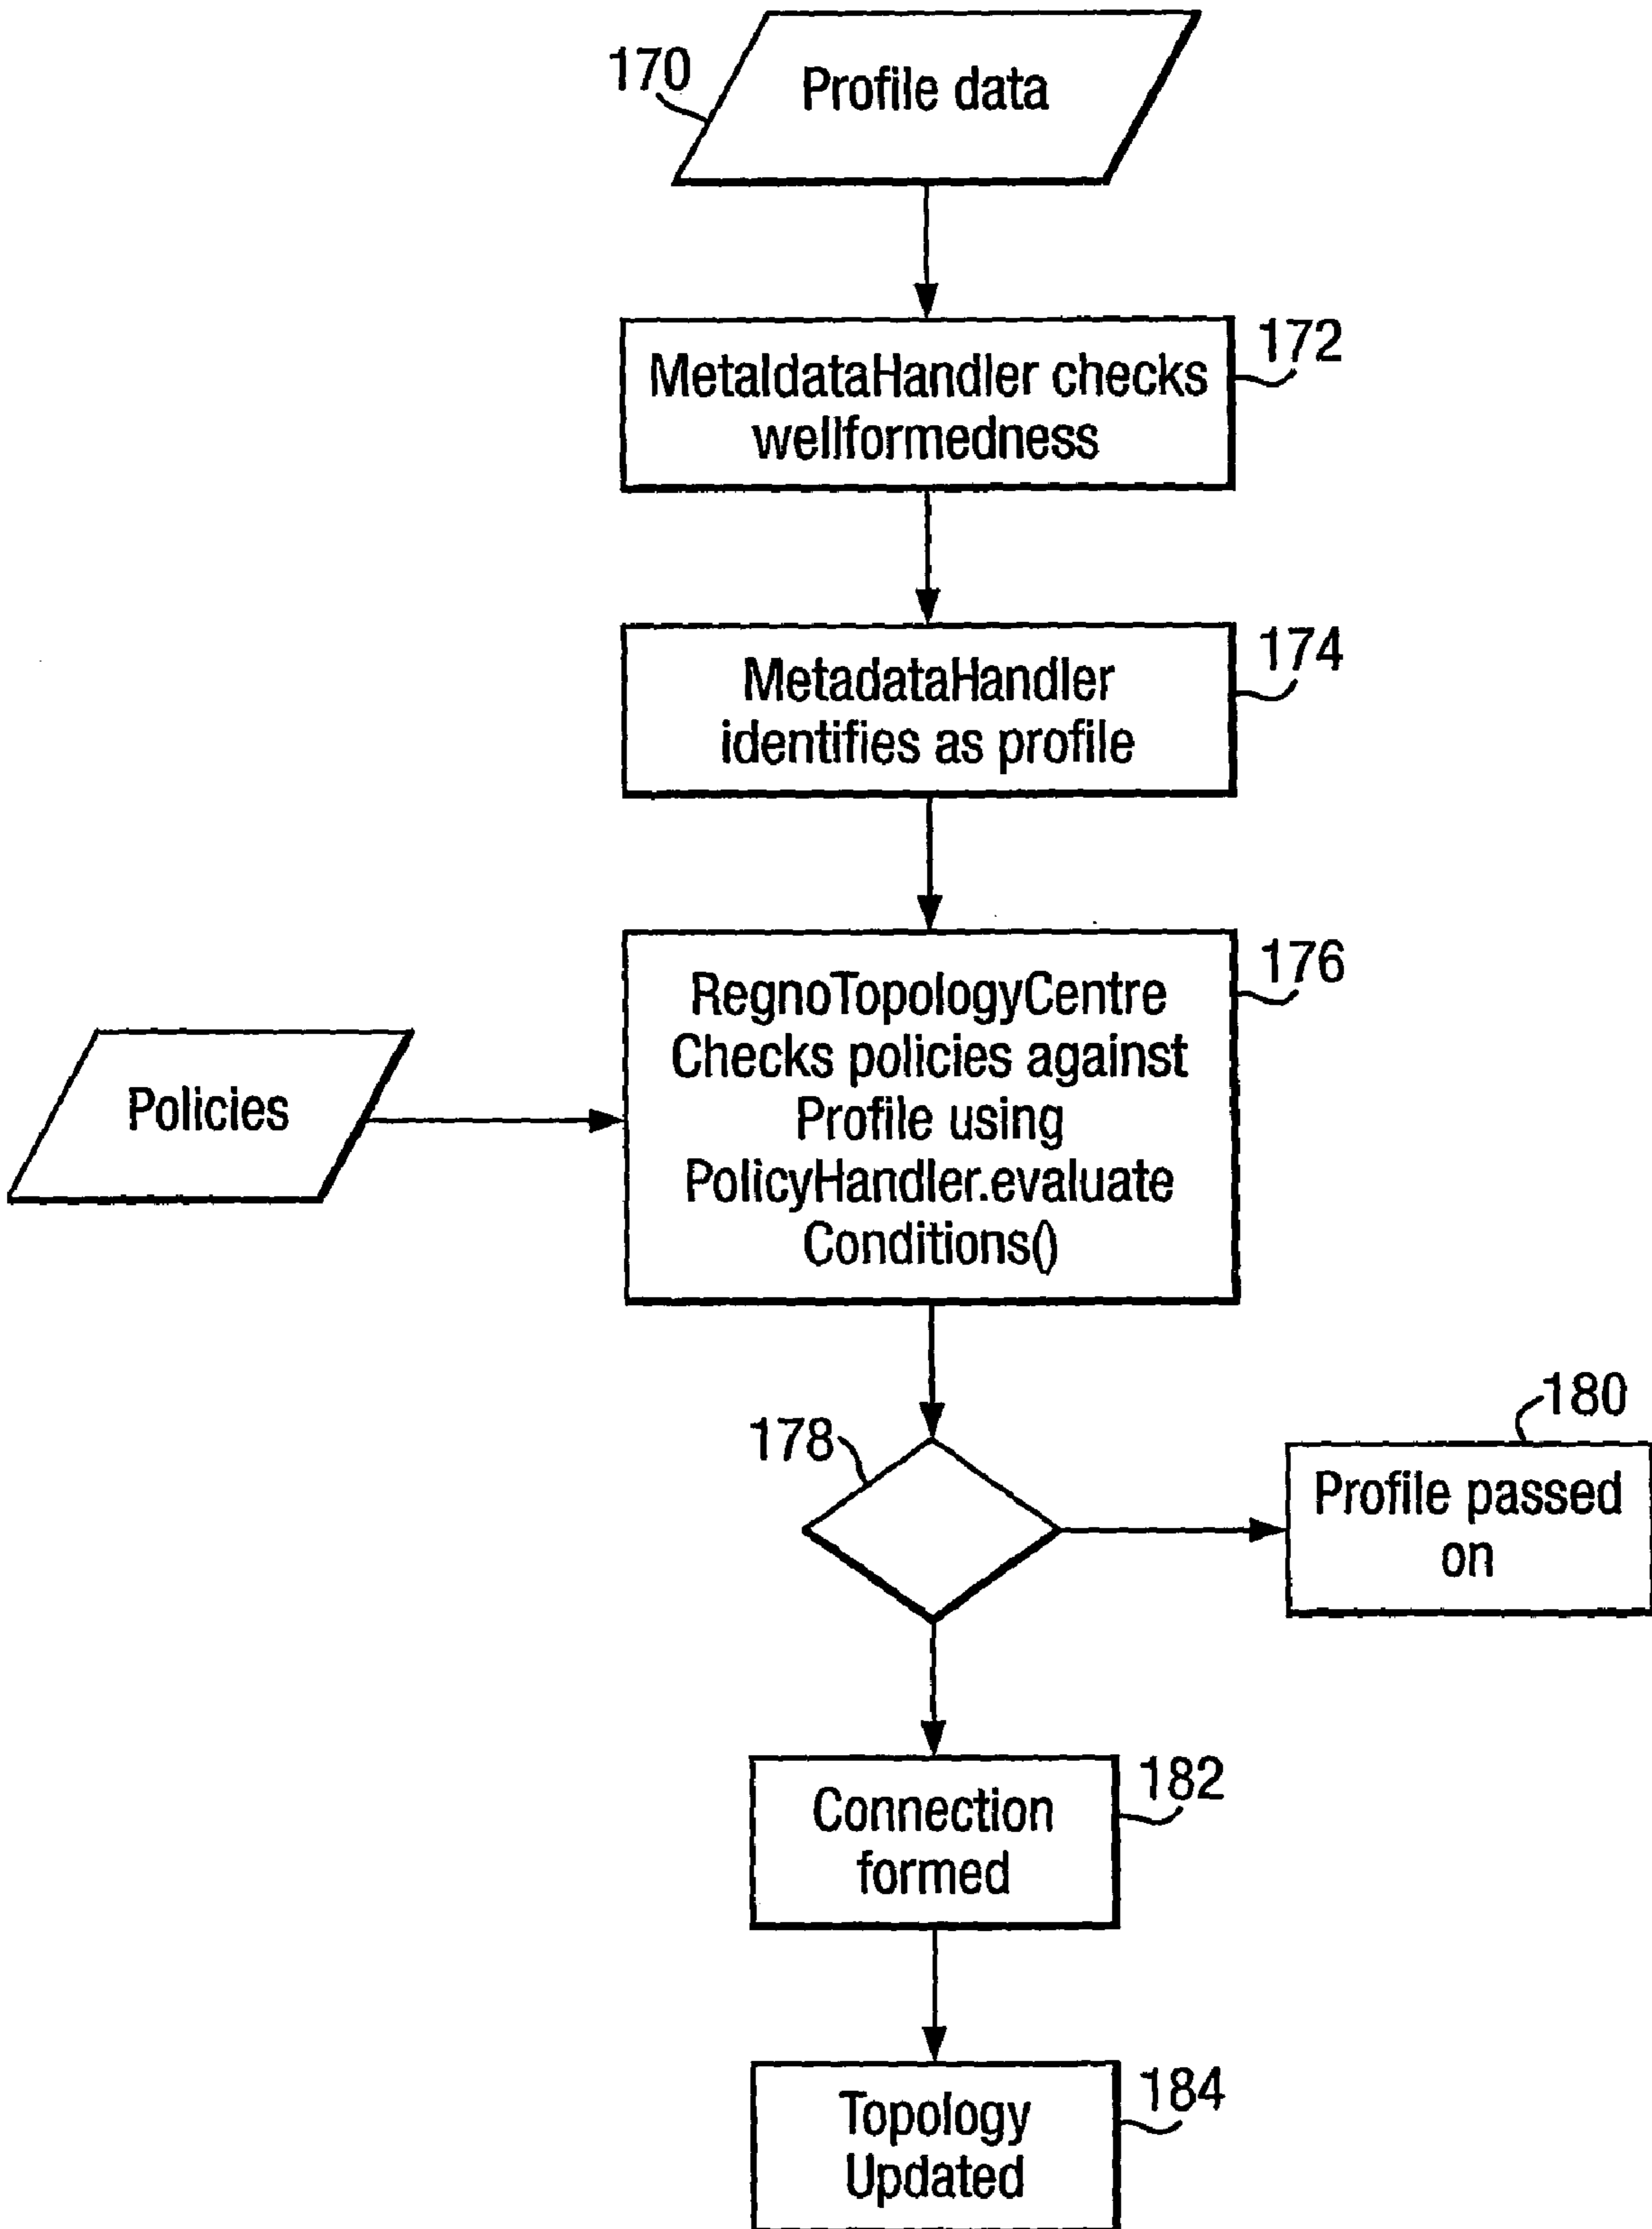 170
Profile data
172
MetaldataHandler checks
wellformedness
174
MetadataHandler
identifies as profile
176
RegnoTopologyCentre
Checks policies against
Profile using
PolicyHandler.evaluate
Conditions()
Policies
178
180
Profile passed
on
182
Connection
formed
184
Topology
Updated